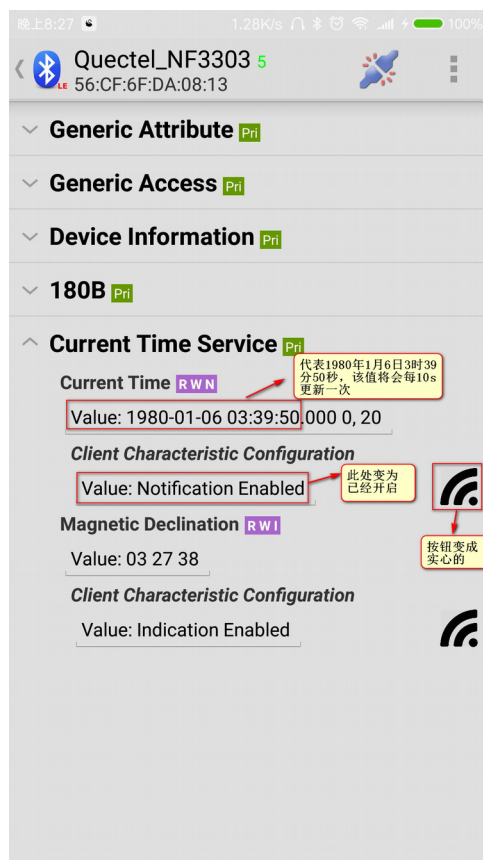 晚上8:27 1.28K/s 100%
Quectel_NF3303 5
LE 56:CF:6F:DA:08:13
Generic Attribute Pri
Generic Access Pri
Device Information Pri
180B Pri
Current Time Service Pri
代表1980年1月6日3时39
分50秒，该值将会每10s
更新一次
Current Time R W N
Value: 1980-01-06 03:39:50.000 0, 20
Client Characteristic Configuration
Value: Notification Enabled
此处变为
已经开启
Magnetic Declination R W I
按钮变成
实心的
Value: 03 27 38
Client Characteristic Configuration
Value: Indication Enabled